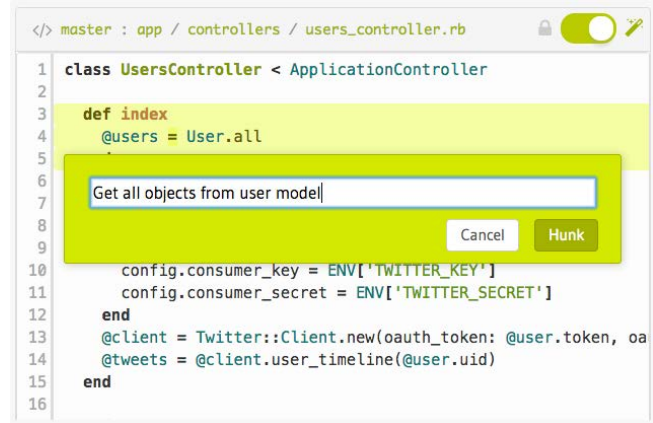 </> master : app / controllers / users_controller.rb
1 class UsersController < ApplicationController
2
3 def index
4 @users = User.all
5
6
Get all objects from user model
7
8
Cancel Hunk
9
10 config.consumer_key = ENV['TWITTER_KEY']
11 config.consumer_secret = ENV['TWITTER_SECRET']
12 end
13 @client = Twitter::Client.new(oauth_token: @user.token, oa
14 @tweets = @client.user_timeline(@user.uid)
15 end
16